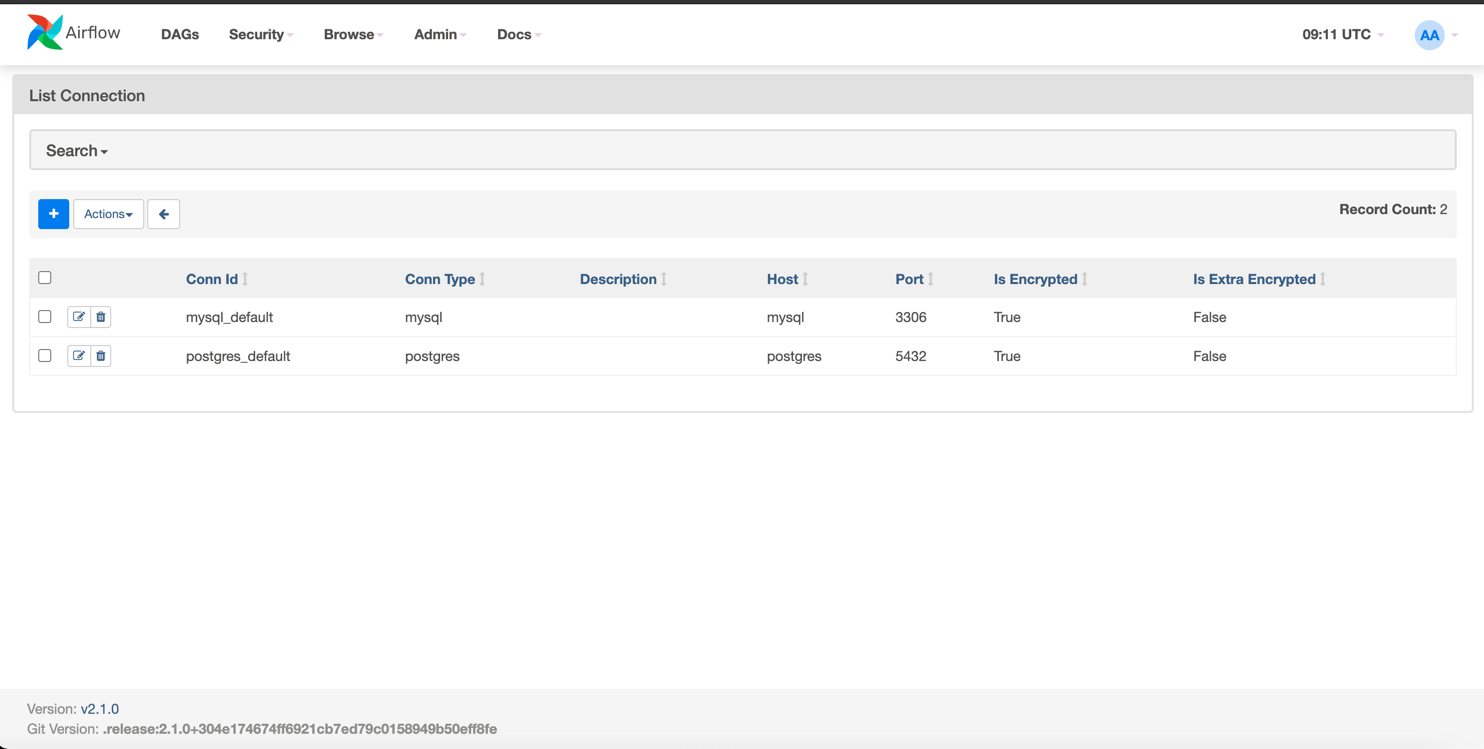 Airflow DAGs Security Browse Admin Docs 09:11 UTC AA
List Connection
Search
Actions Record Count: 2
Conn Id Conn Type Description Host Port Is Encrypted Is Extra Encrypted
mysql_default mysql mysql 3306 True False
postgres_default postgres postgres 5432 True False
Version: v2.1.0
Git Version: .release:2.1.0+304e174674ff6921cb7ed79c0158949b50eff8fe